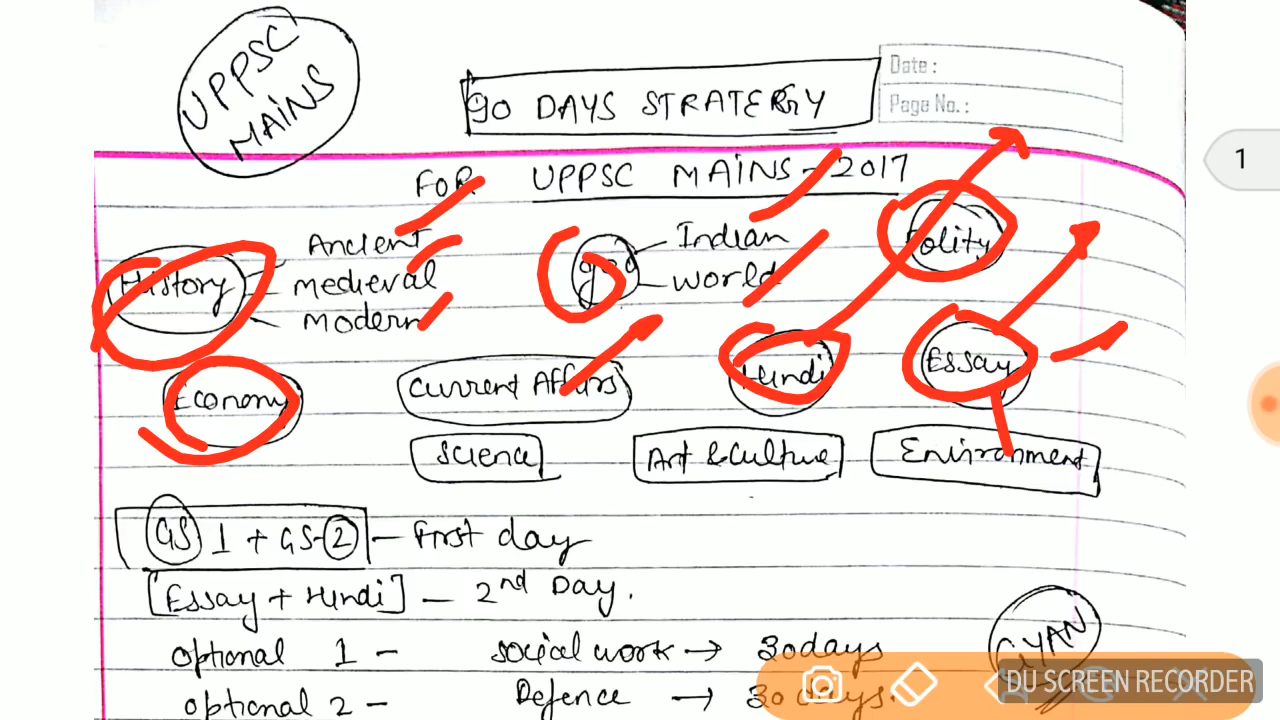 UPPSC
MAINS
90 DAYS STRATERGY
Date :
Page No. :
1
FOR UPPSC MAINS - 2017
History
Ancient
medieval
Modern
geo
Indian
world
Polity
Economy
Current Affairs
Hindi
Essay
Science
Art & Culture
Environment
GS 1 + GS-2 - First day
[Essay + Hindi] - 2nd Day.
optional 1 - social work → 30 days
optional 2 - Defence → 30 days.
GYAN
DU SCREEN RECORDER